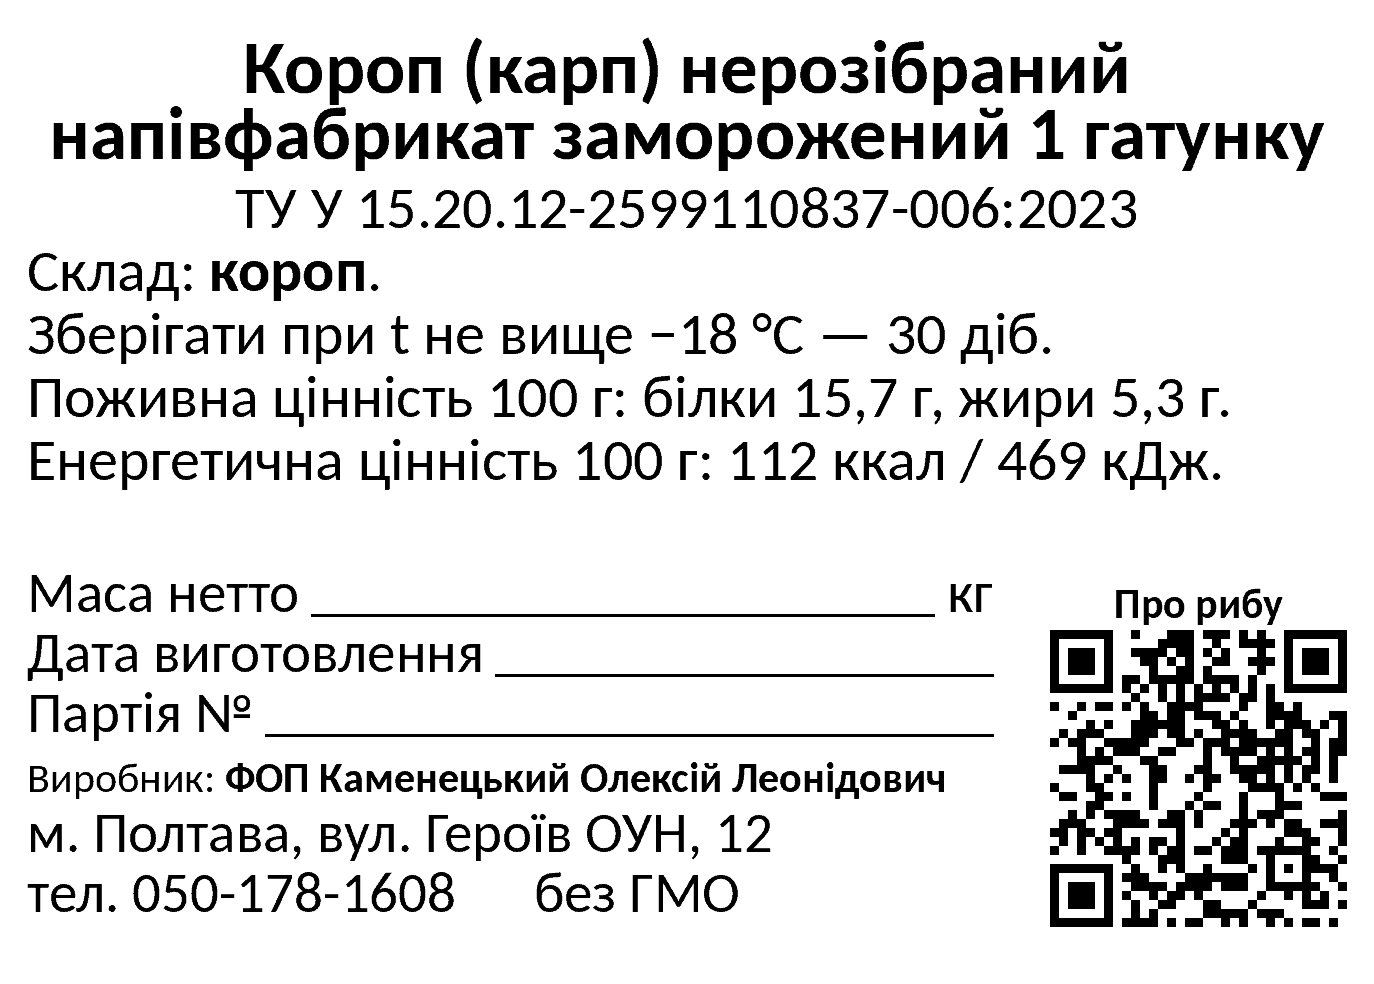 Короп (карп) нерозібраний
напівфабрикат заморожений 1 гатунку
ТУ У 15.20.12-2599110837-006:2023
Склад: короп.
Зберігати при t не вище −18 °C — 30 діб.
Поживна цінність 100 г: білки 15,7 г, жири 5,3 г.
Енергетична цінність 100 г: 112 ккал / 469 кДж.
Маса нетто ____________________ кг
Дата виготовлення ________________
Партія № _______________________
Про рибу
Виробник: ФОП Каменецький Олексій Леонідович
м. Полтава, вул. Героїв ОУН, 12
тел. 050-178-1608 без ГМО